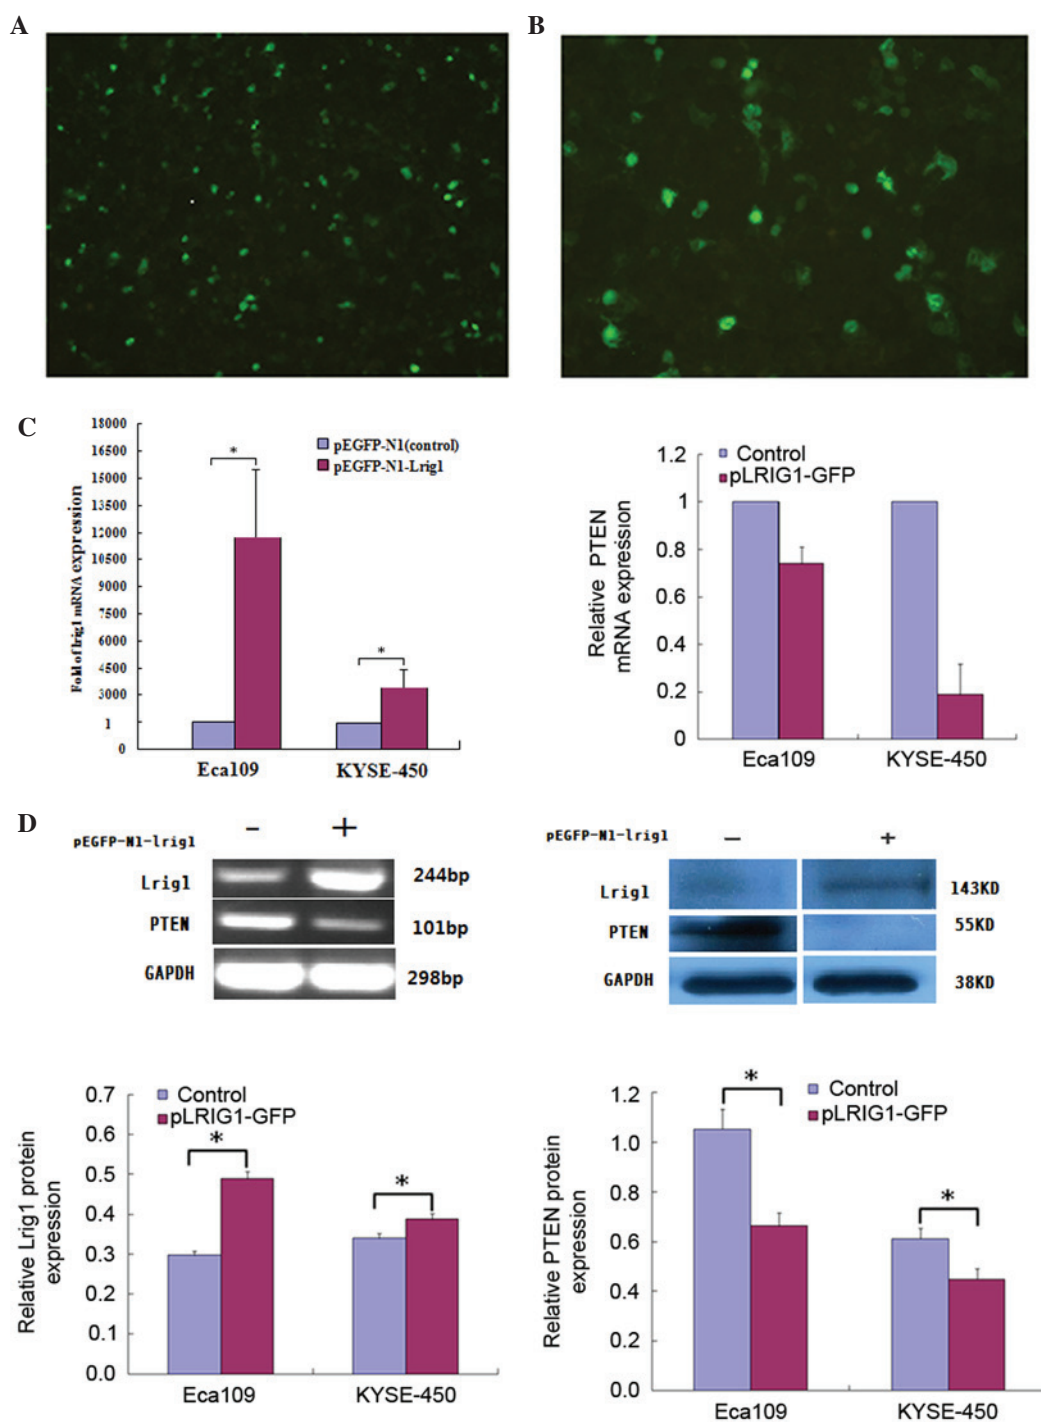 A
B
C
18000
16500
15000
13500
12000
10500
9000
7500
6000
4500
3000
1
0
Fold of lrig1 mRNA expression
pEGFP-N1(control)
pEGFP-N1-Lrig1
*
*
Eca109
KYSE-450
1.2
1
0.8
0.6
0.4
0.2
0
Relative PTEN
mRNA expression
Control
pLRIG1-GFP
Eca109
KYSE-450
D
pEGFP-N1-lrig1
- +
Lrig1 244bp
PTEN 101bp
GAPDH 298bp
pEGFP-N1-lrig1 - +
Lrig1 143KD
PTEN 55KD
GAPDH 38KD
0.7
0.6
0.5
0.4
0.3
0.2
0.1
0.0
Relative Lrig1 protein
expression
Control
pLRIG1-GFP
*
*
Eca109
KYSE-450
1.2
1.0
0.8
0.6
0.4
0.2
0.0
Relative PTEN protein
expression
Control
pLRIG1-GFP
*
*
Eca109
KYSE-450